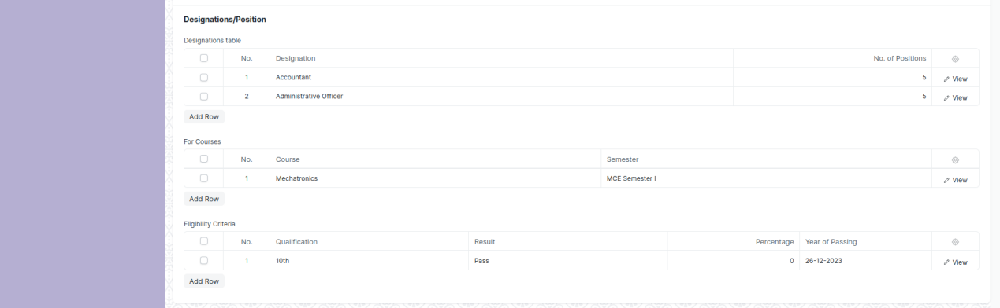 Designations/Position
Designations table
No. Designation No. of Positions
1 Accountant 5 View
2 Administrative Officer 5 View
Add Row
For Courses
No. Course Semester
1 Mechatronics MCE Semester I View
Add Row
Eligibility Criteria
No. Qualification Result Percentage Year of Passing
1 10th Pass 0 26-12-2023 View
Add Row